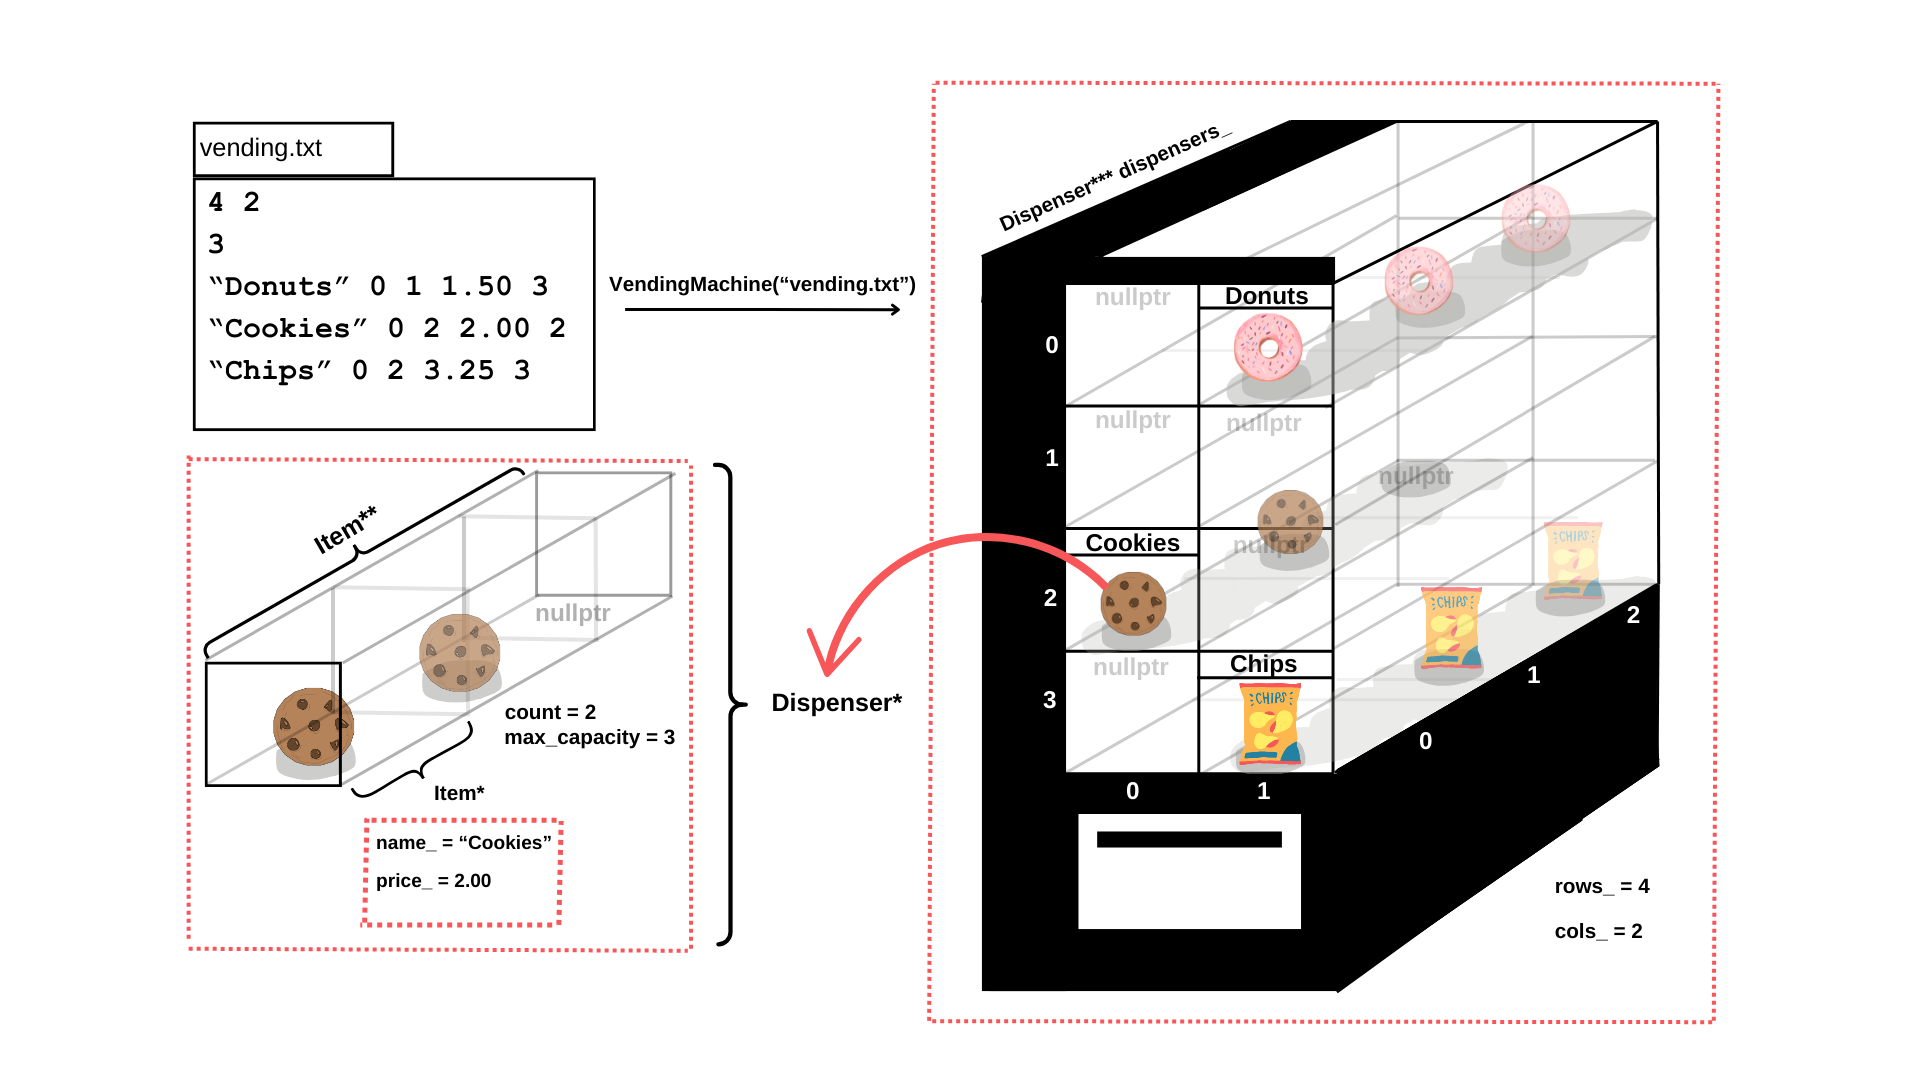 vending.txt
4 2
3
“Donuts” 0 1 1.50 3
“Cookies” 0 2 2.00 2
“Chips” 0 2 3.25 3
VendingMachine(“vending.txt”)
Item**
nullptr
count = 2
max_capacity = 3
Item*
name_ = “Cookies”
price_ = 2.00
Dispenser*
Dispenser*** dispensers_
nullptr
Donuts
0
nullptr
nullptr
1
nullptr
Cookies
nullptr
2
CHIPS
CHIPS
2
nullptr
Chips
1
3
CHIPS
0
0
1
rows_ = 4
cols_ = 2